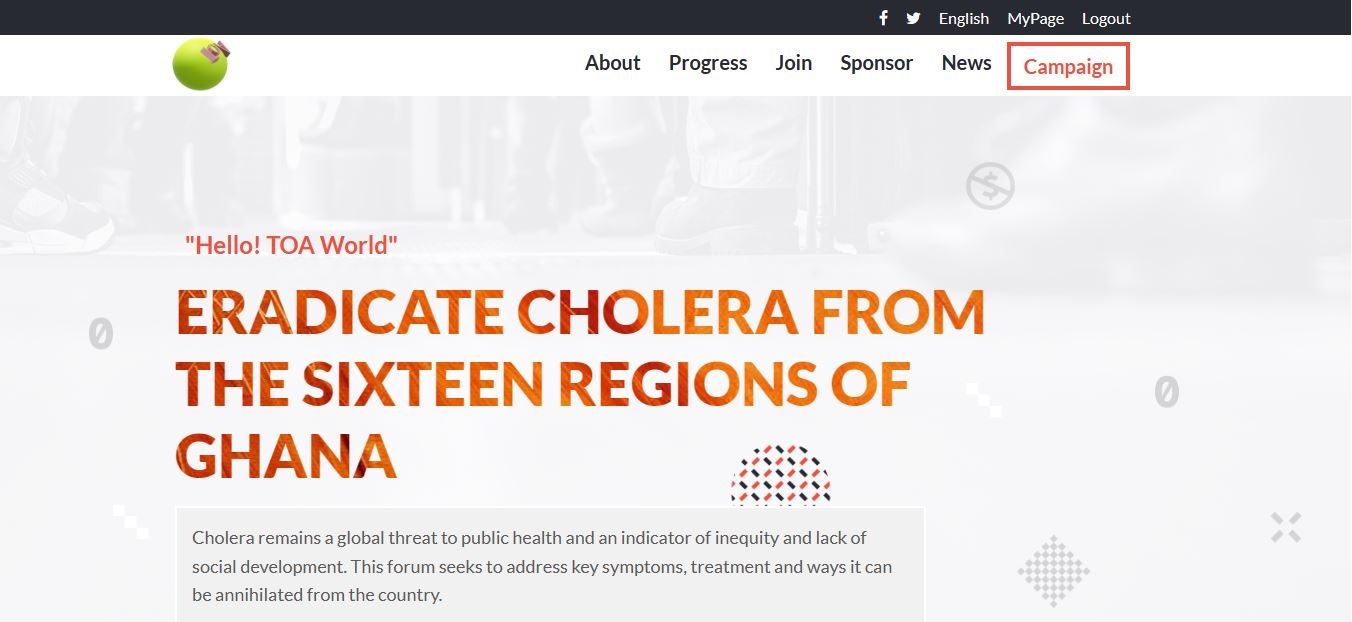 English MyPage Logout
About Progress Join Sponsor News Campaign
"Hello! TOA World"
ERADICATE CHOLERA FROM
THE SIXTEEN REGIONS OF
GHANA
Cholera remains a global threat to public health and an indicator of inequity and lack of
social development. This forum seeks to address key symptoms, treatment and ways it can
be annihilated from the country.